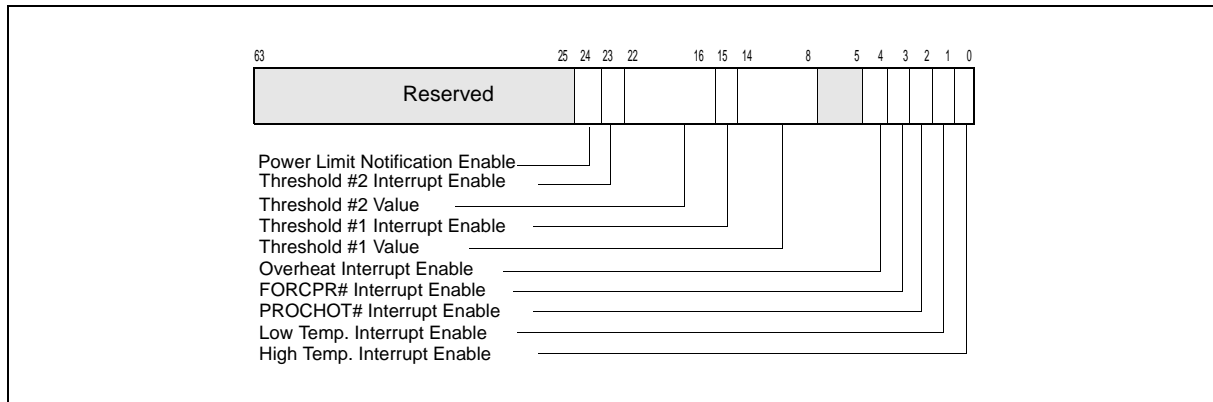 63 25 24 23 22 16 15 14 8 5 4 3 2 1 0
Reserved
Power Limit Notification Enable
Threshold #2 Interrupt Enable
Threshold #2 Value
Threshold #1 Interrupt Enable
Threshold #1 Value
Overheat Interrupt Enable
FORCPR# Interrupt Enable
PROCHOT# Interrupt Enable
Low Temp. Interrupt Enable
High Temp. Interrupt Enable